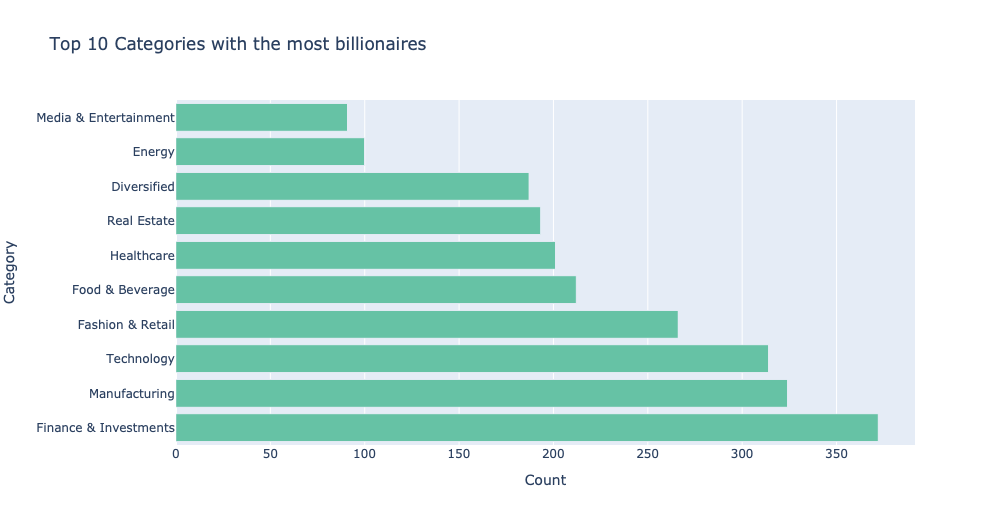 Top 10 Categories with the most billionaires
Category
Media & Entertainment
Energy
Diversified
Real Estate
Healthcare
Food & Beverage
Fashion & Retail
Technology
Manufacturing
Finance & Investments
0 50 100 150 200 250 300 350
Count